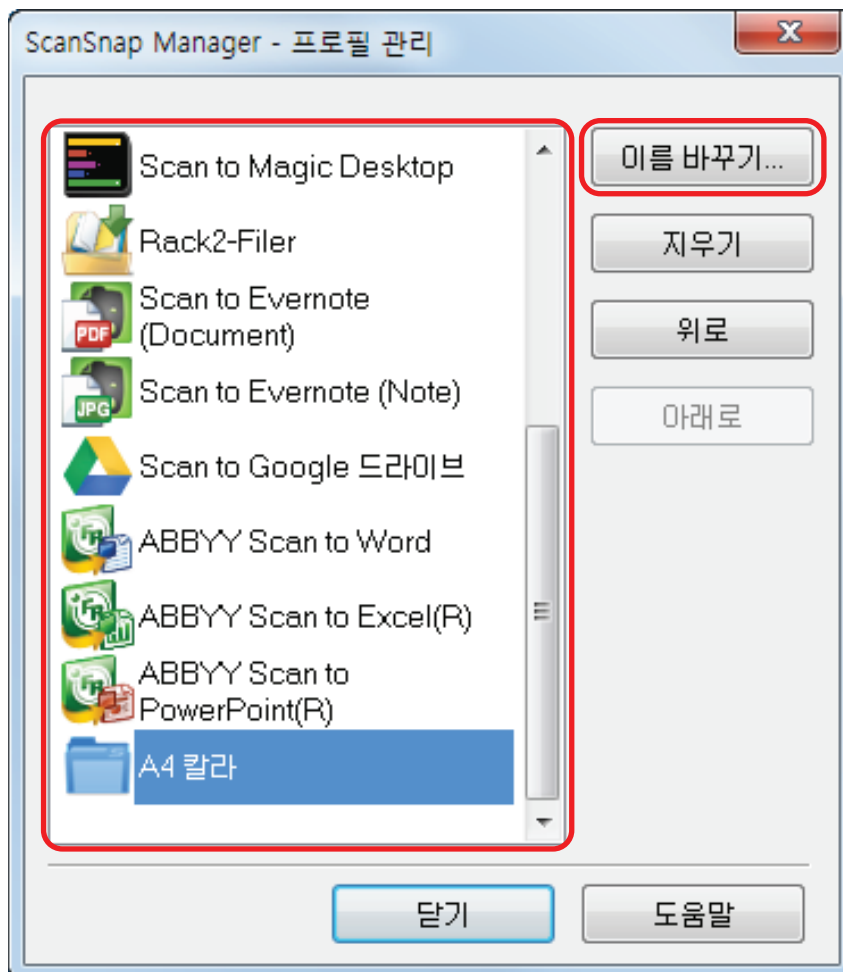 ScanSnap Manager - 프로필 관리
Scan to Magic Desktop
Rack2-Filer
Scan to Evernote
(Document)
PDF
Scan to Evernote (Note)
JPG
Scan to Google 드라이브
ABBYY Scan to Word
ABBYY Scan to Excel(R)
ABBYY Scan to
PowerPoint(R)
A4 칼라
이름 바꾸기...
지우기
위로
아래로
닫기
도움말